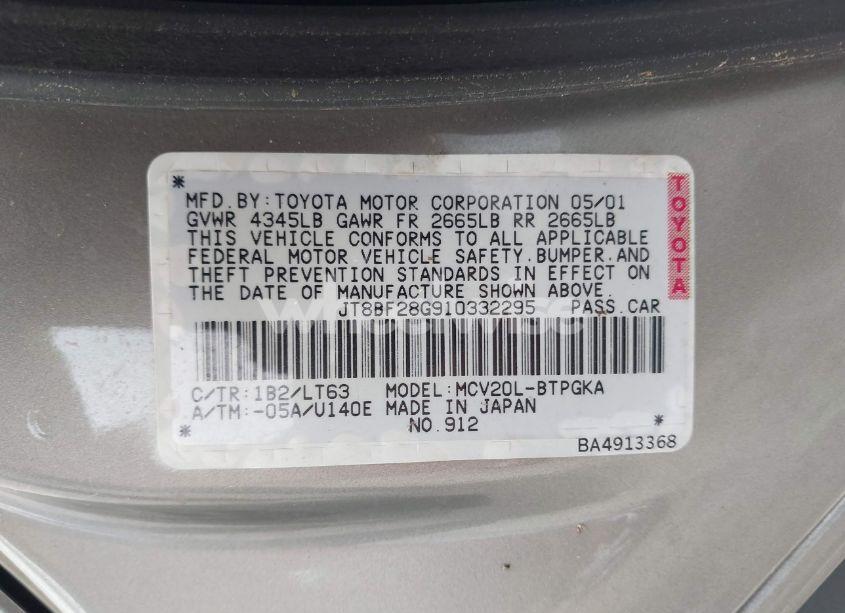 MFD.BY:TOYOTA MOTOR CORPORATION 05/01
GVWR 4345LB GAWR FR 2665LB RR 2665LB
THIS VEHICLE CONFORMS TO ALL APPLICABLE
FEDERAL MOTOR VEHICLE SAFETY.BUMPER.AND
THEFT PREVENTION STANDARDS IN EFFECT ON
THE DATE OF MANUFACTURE SHOWN ABOVE.
JT8BF28G910332295 PASS.CAR
C/TR:1B2/LT63 MODEL:MCV20L-BTPGKA
A/TM:-05A/U140E MADE IN JAPAN
NO.912
BA4913368
TOYOTA